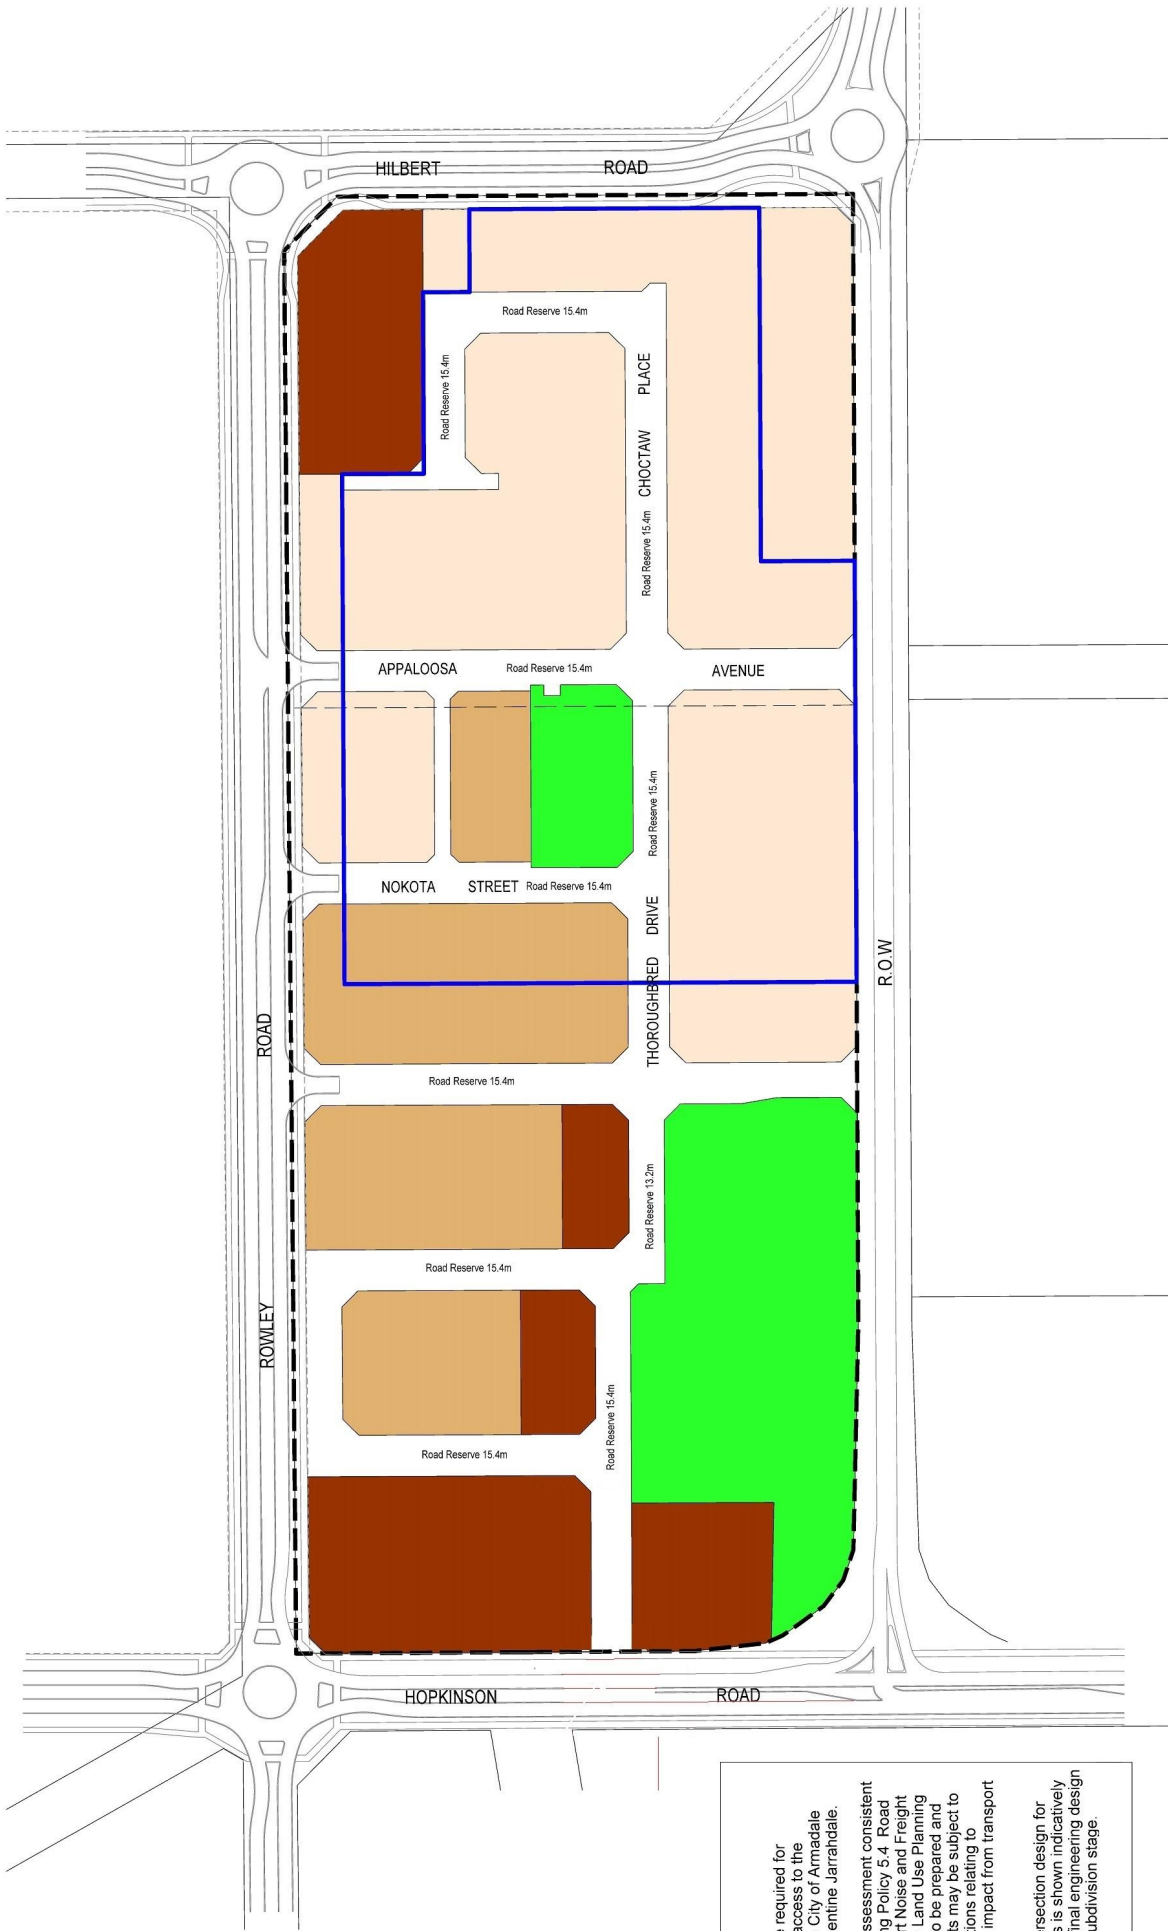 HILBERT ROAD
Road Reserve 15.4m
Road Reserve 15.4m
PLACE
CHOCTAW
Road Reserve 15.4m
APPALOOSA Road Reserve 15.4m AVENUE
Road Reserve 15.4m
NOKOTA STREET Road Reserve 15.4m
THOROUGHBRED DRIVE
R.O.W
ROWLEY ROAD
Road Reserve 15.4m
Road Reserve 13.2m
Road Reserve 15.4m
Road Reserve 15.4m
Road Reserve 15.4m
HOPKINSON ROAD
required for
access to the
City of Armadale
entine Jarrahdale.
ssessment consistent
ng Policy 5.4 Road
rt Noise and Freight
Land Use Planning
o be prepared and
ts may be subject to
tions relating to
impact from transport
rsection design for
s is shown indicatively
final engineering design
ubdivision stage.